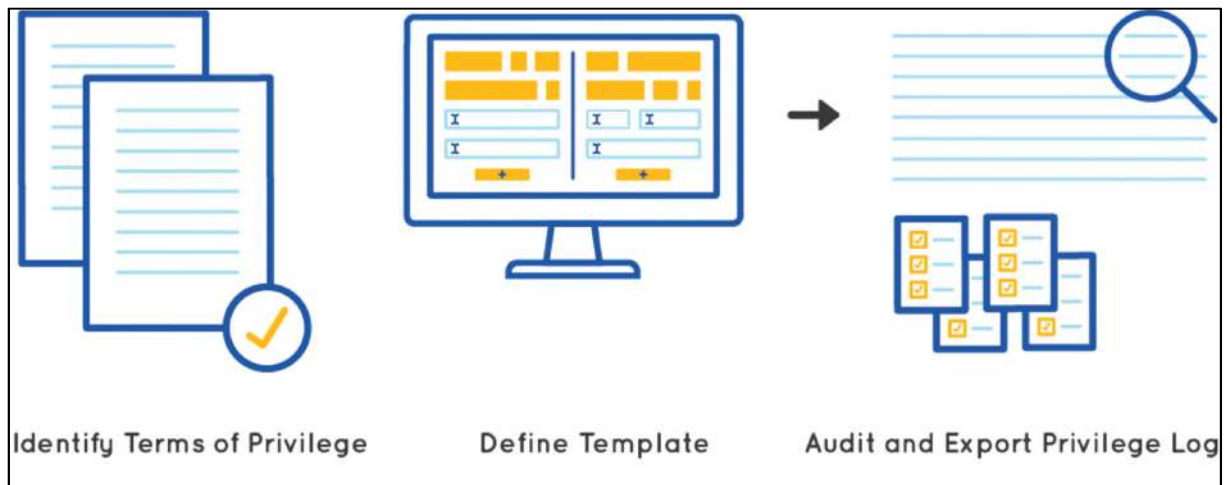 Identify Terms of Privilege
Define Template
Audit and Export Privilege Log